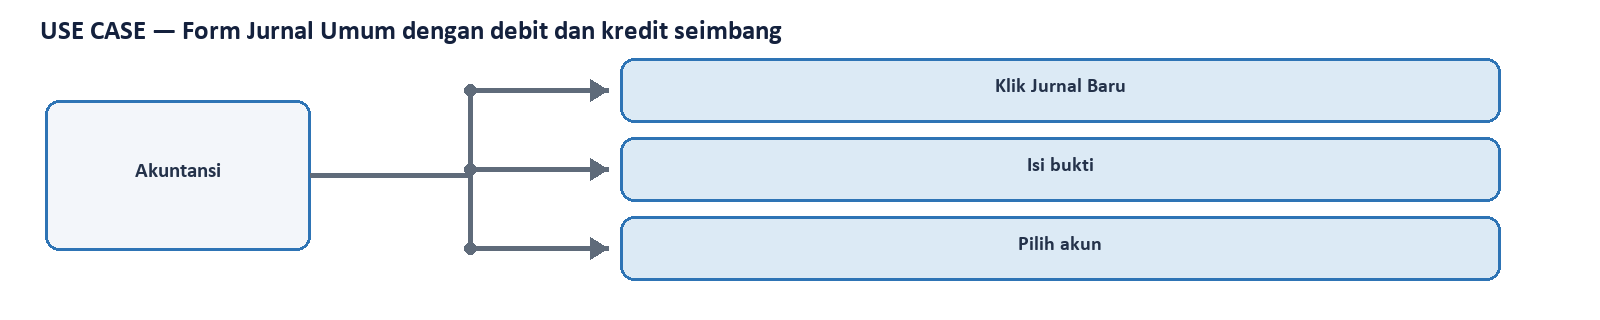 USE CASE — Form Jurnal Umum dengan debit dan kredit seimbang
Akuntansi
Klik Jurnal Baru
Isi bukti
Pilih akun